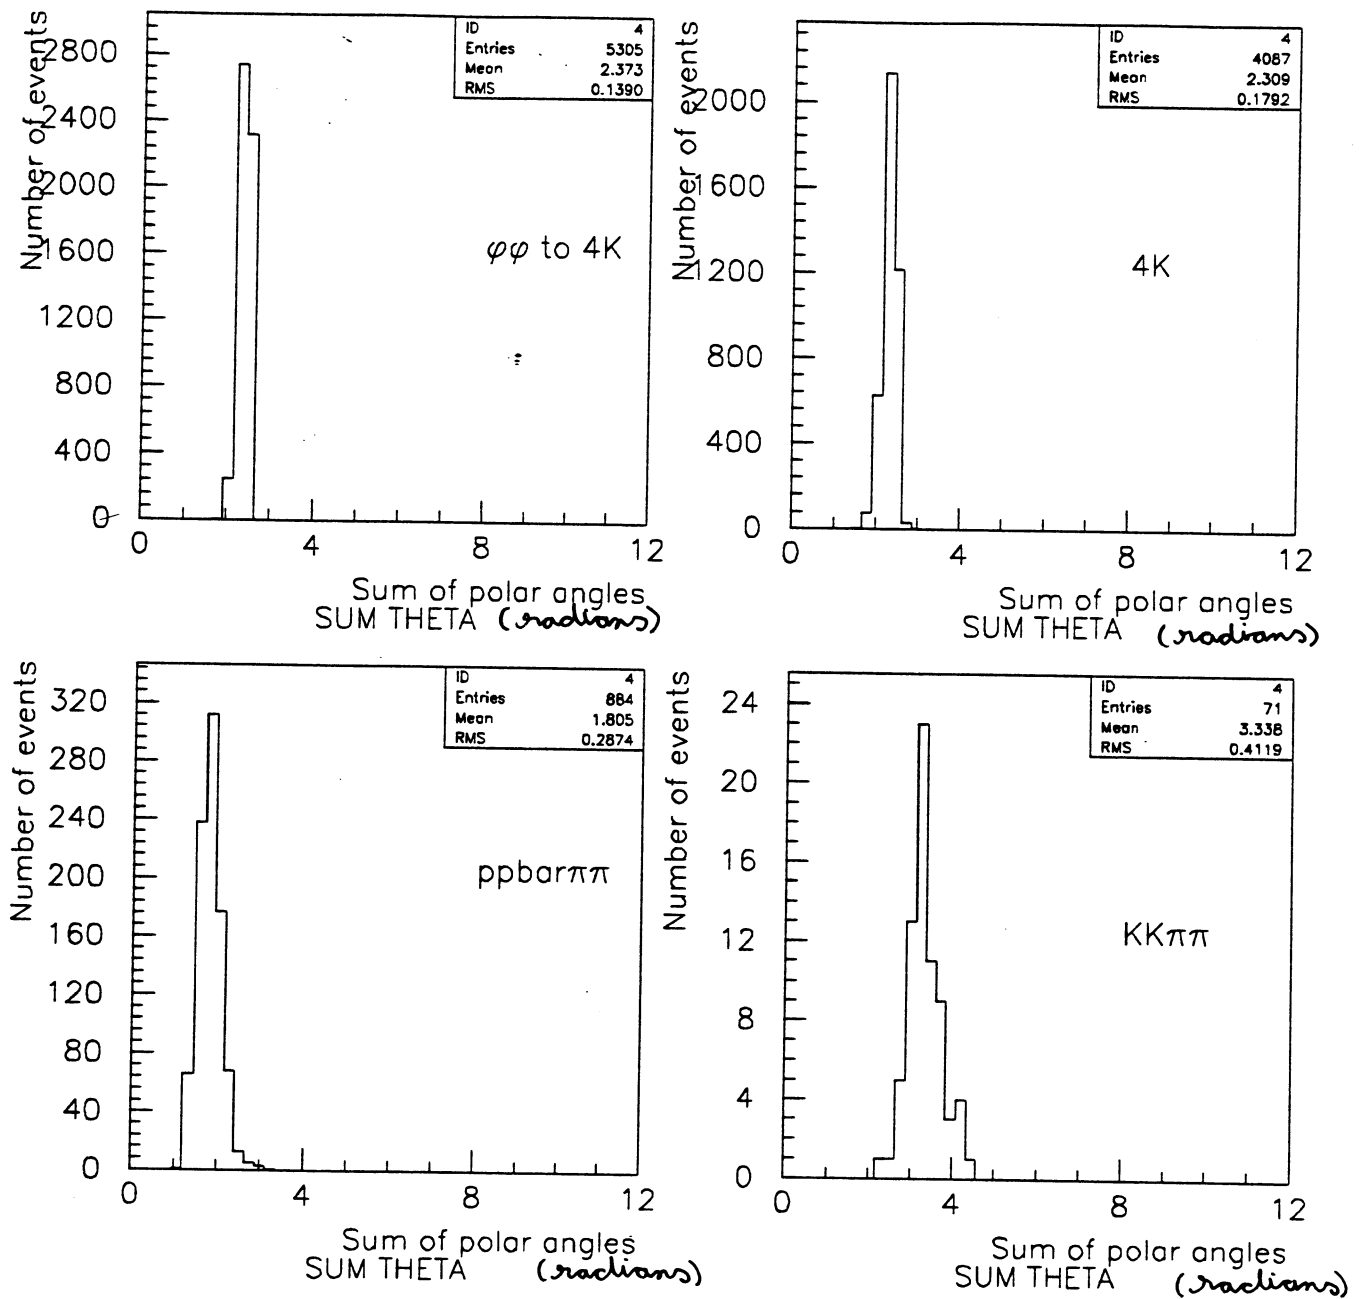 Number of events
2800
2400
2000
1600
1200
800
400
0
ID 4
Entries 5305
Mean 2.373
RMS 0.1390
φφ to 4K
0 4 8 12
Sum of polar angles
SUM THETA (radians)
Number of events
2000
1600
1200
800
400
0
ID 4
Entries 4087
Mean 2.309
RMS 0.1792
4K
0 4 8 12
Sum of polar angles
SUM THETA (radians)
Number of events
320
280
240
200
160
120
80
40
0
ID 4
Entries 884
Mean 1.805
RMS 0.2874
ppbarππ
0 4 8 12
Sum of polar angles
SUM THETA (radians)
Number of events
24
20
16
12
8
4
0
ID 4
Entries 71
Mean 3.338
RMS 0.4119
KKππ
0 4 8 12
Sum of polar angles
SUM THETA (radians)